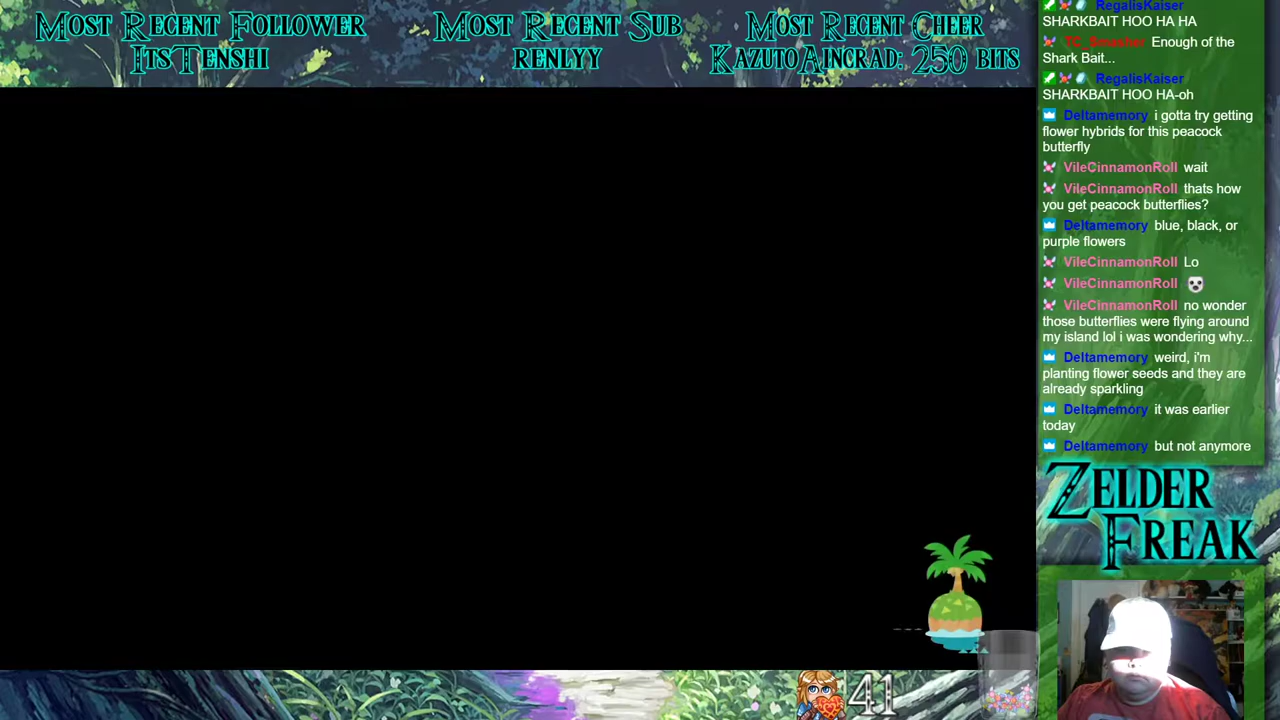 Most Recent Follower
ItsTenshi
Most Recent Sub
renlyy
Most Recent Cheer
KazutoAincrad: 250 bits
RegalisKaiser
SHARKBAIT HOO HA HA
TC_Smasher Enough of the
Shark Bait...
RegalisKaiser
SHARKBAIT HOO HA-oh
Deltamemory i gotta try getting
flower hybrids for this peacock
butterfly
VileCinnamonRoll wait
VileCinnamonRoll thats how
you get peacock butterflies?
Deltamemory blue, black, or
purple flowers
VileCinnamonRoll Lo
VileCinnamonRoll
VileCinnamonRoll no wonder
those butterflies were flying around
my island lol i was wondering why...
Deltamemory weird, i'm
planting flower seeds and they are
already sparkling
Deltamemory it was earlier
today
Deltamemory but not anymore
Zelder
Freak
41